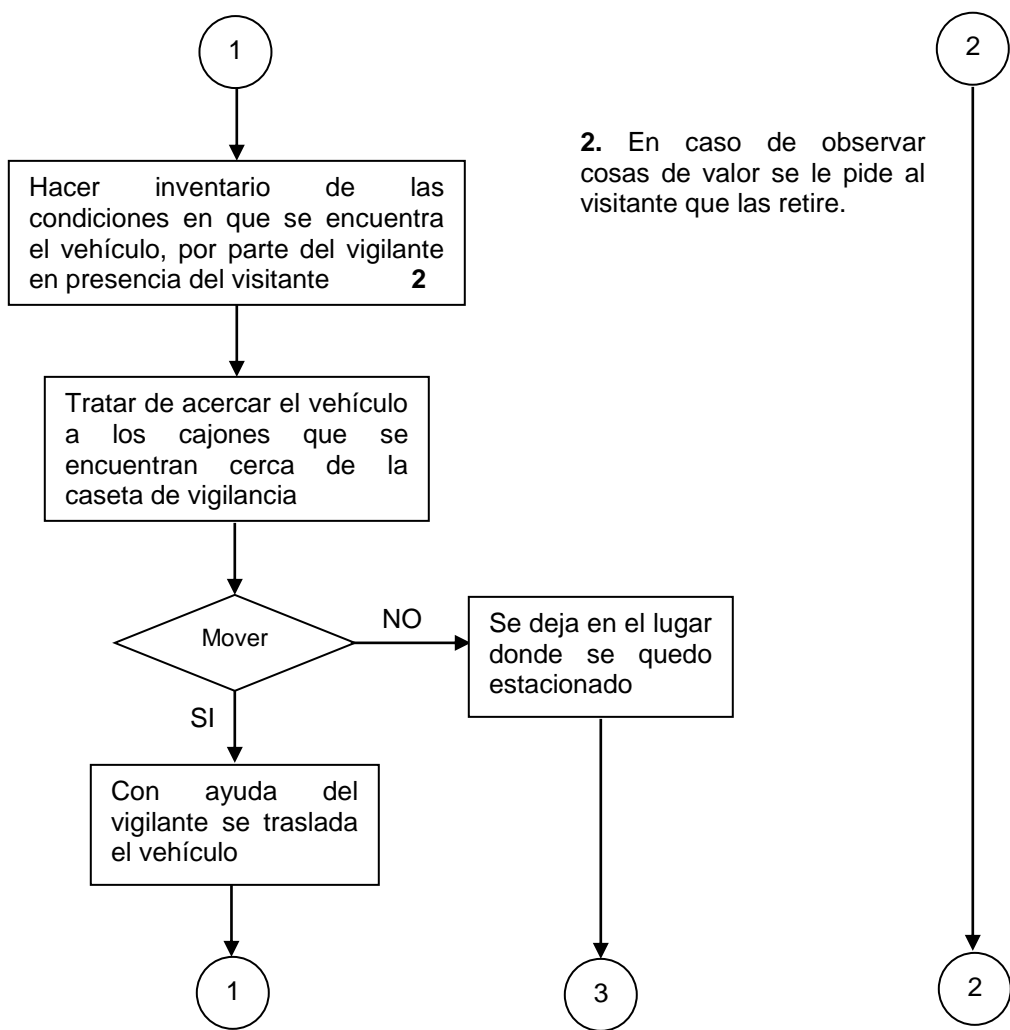 1
2
2. En caso de observar
cosas de valor se le pide al
visitante que las retire.
Hacer inventario de las
condiciones en que se encuentra
el vehículo, por parte del vigilante
en presencia del visitante 2
Tratar de acercar el vehículo
a los cajones que se
encuentran cerca de la
caseta de vigilancia
Mover
NO
Se deja en el lugar
donde se quedo
estacionado
SI
Con ayuda del
vigilante se traslada
el vehículo
1
3
2